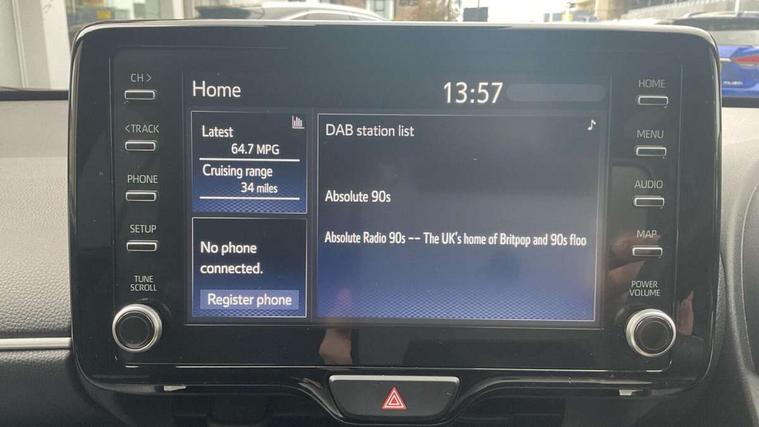 CH >
< TRACK
PHONE
SETUP
TUNE
SCROLL
Home
13:57
Latest
64.7 MPG
Cruising range
34 miles
No phone
connected.
Register phone
DAB station list
Absolute 90s
Absolute Radio 90s -- The UK's home of Britpop and 90s floo
HOME
MENU
AUDIO
MAP
POWER
VOLUME